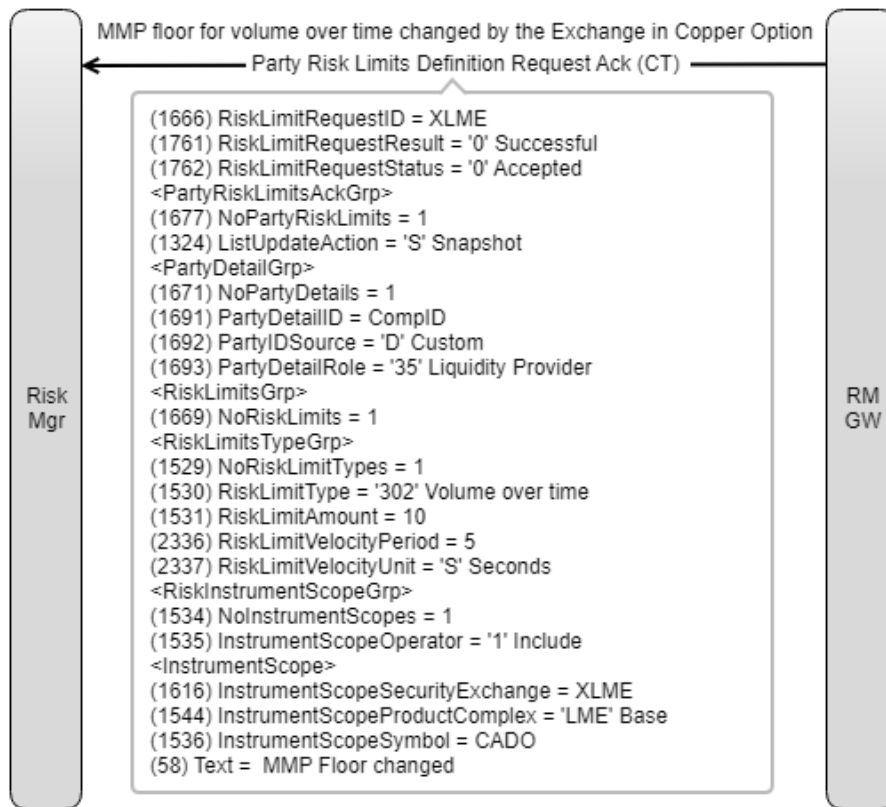 MMP floor for volume over time changed by the Exchange in Copper Option
Party Risk Limits Definition Request Ack (CT)
(1666) RiskLimitRequestID = XLME
(1761) RiskLimitRequestResult = '0' Successful
(1762) RiskLimitRequestStatus = '0' Accepted
<PartyRiskLimitsAckGrp>
(1677) NoPartyRiskLimits = 1
(1324) ListUpdateAction = 'S' Snapshot
<PartyDetailGrp>
(1671) NoPartyDetails = 1
(1691) PartyDetailID = CompID
(1692) PartyIDSource = 'D' Custom
(1693) PartyDetailRole = '35' Liquidity Provider
<RiskLimitsGrp>
(1669) NoRiskLimits = 1
<RiskLimitsTypeGrp>
(1529) NoRiskLimitTypes = 1
(1530) RiskLimitType = '302' Volume over time
(1531) RiskLimitAmount = 10
(2336) RiskLimitVelocityPeriod = 5
(2337) RiskLimitVelocityUnit = 'S' Seconds
<RiskInstrumentScopeGrp>
(1534) NoInstrumentScopes = 1
(1535) InstrumentScopeOperator = '1' Include
<InstrumentScope>
(1616) InstrumentScopeSecurityExchange = XLME
(1544) InstrumentScopeProductComplex = 'LME' Base
(1536) InstrumentScopeSymbol = CADO
(58) Text = MMP Floor changed
Risk
Mgr
RM
GW